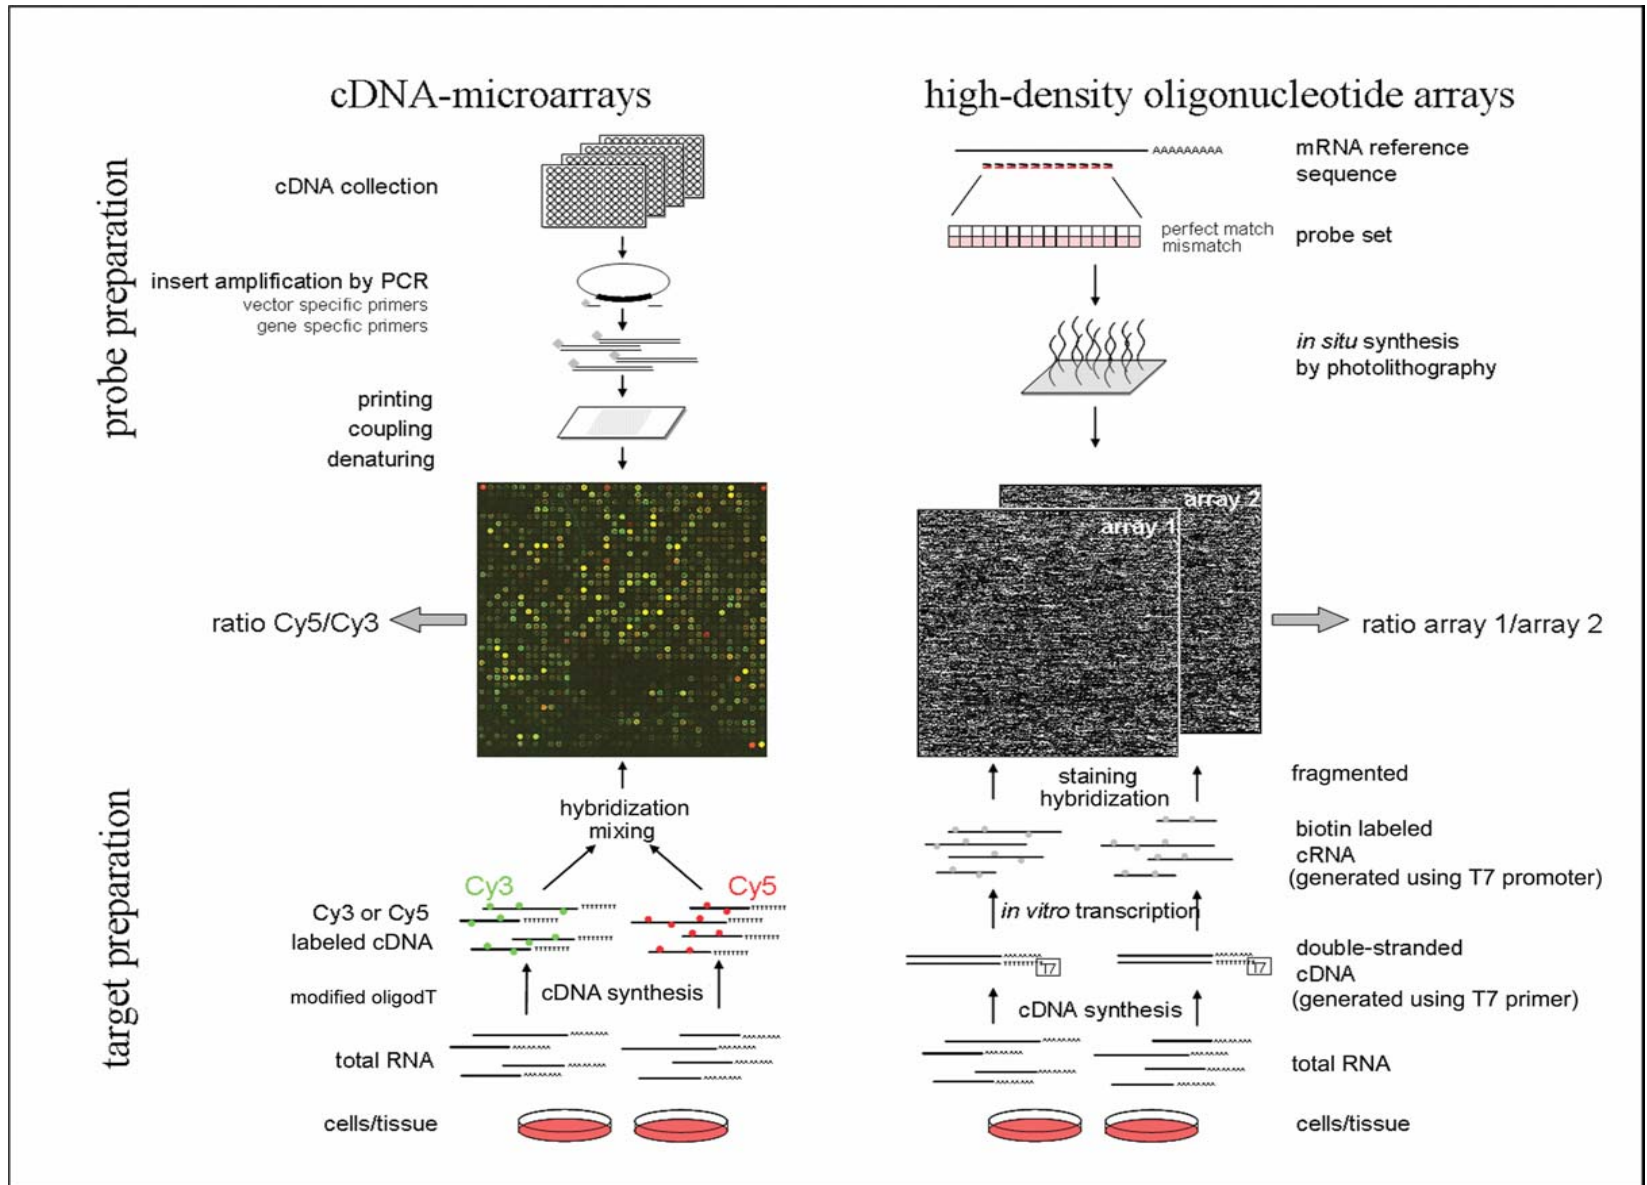 cDNA-microarrays
high-density oligonucleotide arrays
probe preparation
cDNA collection
insert amplification by PCR
vector specific primers
gene specfic primers
printing
coupling
denaturing
AAAAAAAAA
mRNA reference
sequence
perfect match
mismatch
probe set
in situ synthesis
by photolithography
ratio Cy5/Cy3
array 2
array 1
ratio array 1/array 2
target preparation
hybridization
mixing
Cy3
Cy5
Cy3 or Cy5
labeled cDNA
modified oligodT
cDNA synthesis
total RNA
cells/tissue
staining
hybridization
fragmented
biotin labeled
cRNA
(generated using T7 promoter)
in vitro transcription
T7
T7
double-stranded
cDNA
(generated using T7 primer)
cDNA synthesis
total RNA
cells/tissue